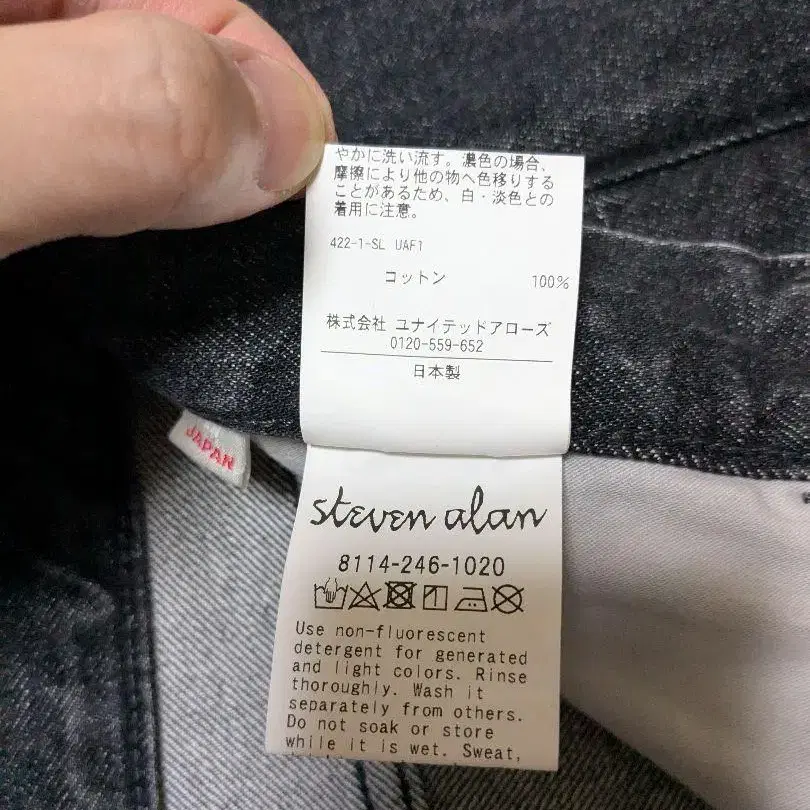 やかに洗い流す。濃色の場合、
摩擦により他の物へ色移りする
ことがあるため、白・淡色との
着用に注意。
422-1-SL UAF1
コットン 100%
株式会社 ユナイテッドアローズ
0120-559-652
日本製
JAPAN
steven alan
8114-246-1020
Use non-fluorescent
detergent for generated
and light colors. Rinse
thoroughly. Wash it
separately from others.
Do not soak or store
while it is wet. Sweat,